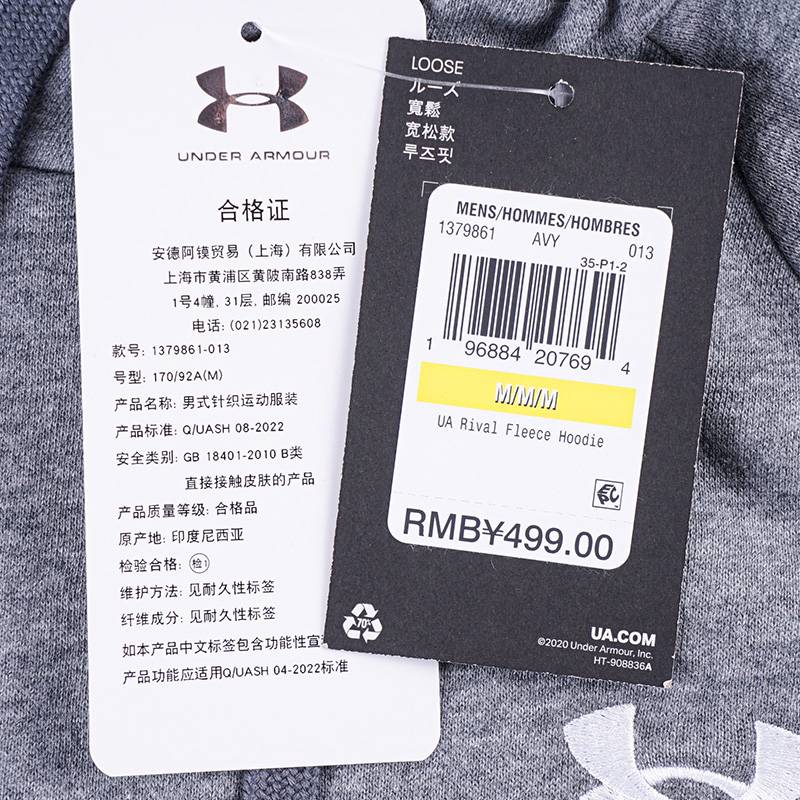 UNDER ARMOUR
合格证
安德阿镆贸易（上海）有限公司
上海市黄浦区黄陂南路838弄
1号4幢, 31层, 邮编 200025
电话: (021)23135608
款号: 1379861-013
号型: 170/92A(M)
产品名称: 男式针织运动服装
产品标准: Q/UASH 08-2022
安全类别: GB 18401-2010 B类
直接接触皮肤的产品
产品质量等级: 合格品
原产地: 印度尼西亚
检验合格: 检1
维护方法: 见耐久性标签
纤维成分: 见耐久性标签
如本产品中文标签包含功能性宣
产品功能应适用Q/UASH 04-2022标准
LOOSE
ルーズ
寬鬆
宽松款
루즈핏
MENS/HOMMES/HOMBRES
1379861 AVY 013
35-P1-2
1 96884 20769 4
M/M/M
UA Rival Fleece Hoodie
RMB¥499.00
70%
UA.COM
©2020 Under Armour, Inc.
HT-908836A